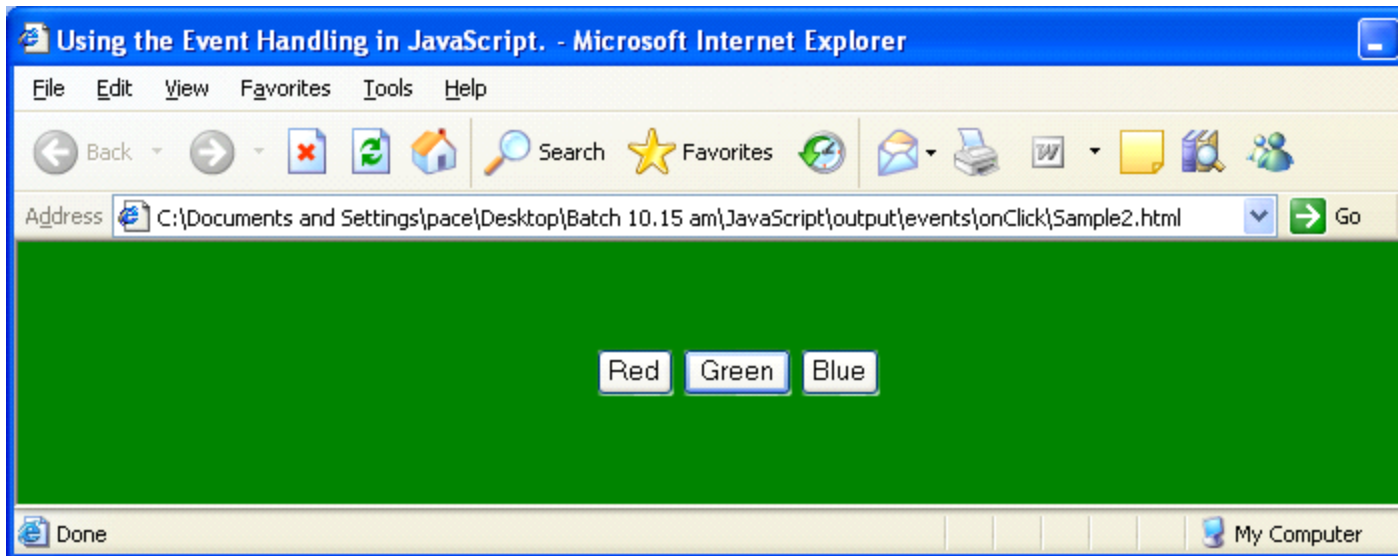 Using the Event Handling in JavaScript. - Microsoft Internet Explorer
File Edit View Favorites Tools Help
Back Search Favorites W
Address C:\Documents and Settings\pace\Desktop\Batch 10.15 am\JavaScript\output\events\onClick\Sample2.html Go
Red Green Blue
Done My Computer